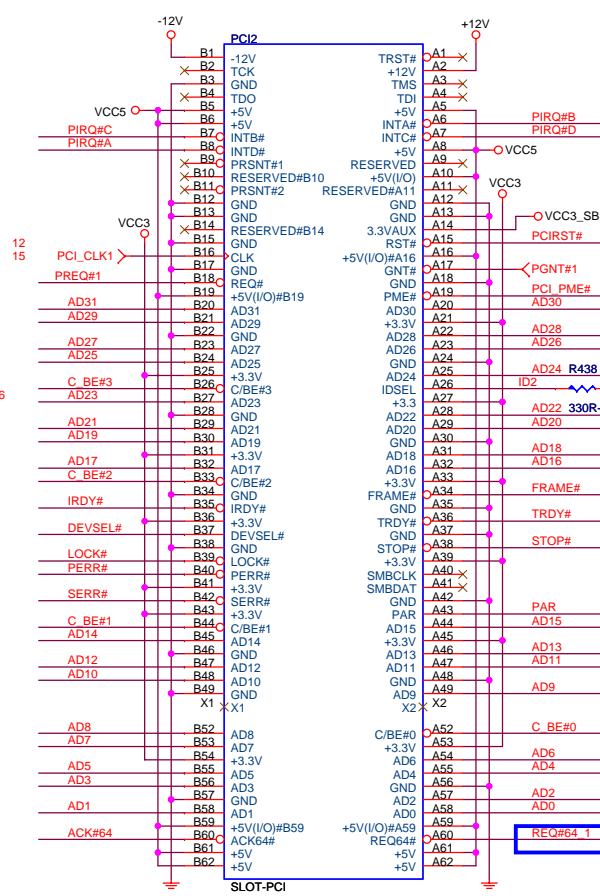 -12V +12V
PCI2
B1 -12V TRST# A1
B2 TCK +12V A2
B3 GND TMS A3
B4 TDO TDI A4
VCC5 B5 +5V +5V A5
B6 +5V INTA# A6 PIRQ#B
PIRQ#C B7 INTB# INTC# A7 PIRQ#D
PIRQ#A B8 INTD# +5V A8 VCC5
B9 PRSNT#1 RESERVED A9
B10 RESERVED#B10 +5V(I/O) A10
B11 PRSNT#2 RESERVED#A11 A11 VCC3
B12 GND GND A12
B13 GND GND A13 VCC3_SB
VCC3 B14 RESERVED#B14 3.3VAUX A14
12 B15 GND RST# A15 PCIRST#
15 PCI_CLK1 B16 CLK +5V(I/O)#A16 A16
B17 GND GNT# A17 PGNT#1
PREQ#1 B18 REQ# GND A18
B19 +5V(I/O)#B19 PME# A19 PCI_PME#
AD31 B20 AD31 AD30 A20 AD30
AD29 B21 AD29 +3.3V A21
B22 GND AD28 A22 AD28
AD27 B23 AD27 AD26 A23 AD26
AD25 B24 AD25 GND A24
B25 +3.3V AD24 A25 AD24 R438
C_BE#3 B26 C/BE#3 IDSEL A26 ID2
6 AD23 B27 AD23 +3.3 A27
B28 GND AD22 A28 AD22 330R-
AD21 B29 AD21 AD20 A29 AD20
AD19 B30 AD19 GND A30
B31 +3.3V AD18 A31 AD18
AD17 B32 AD17 AD16 A32 AD16
C_BE#2 B33 C/BE#2 +3.3V A33
B34 GND FRAME# A34 FRAME#
IRDY# B35 IRDY# GND A35
B36 +3.3V TRDY# A36 TRDY#
DEVSEL# B37 DEVSEL# GND A37
B38 GND STOP# A38 STOP#
LOCK# B39 LOCK# +3.3V A39
PERR# B40 PERR# SMBCLK A40
B41 +3.3V SMBDAT A41
SERR# B42 SERR# GND A42
B43 +3.3V PAR A43 PAR
C_BE#1 B44 C/BE#1 AD15 A44 AD15
AD14 B45 AD14 +3.3V A45
B46 GND AD13 A46 AD13
AD12 B47 AD12 AD11 A47 AD11
AD10 B48 AD10 GND A48
B49 GND AD9 A49 AD9
X1 X1 X2 X2
AD8 B52 AD8 C/BE#0 A52 C_BE#0
AD7 B53 AD7 +3.3V A53
B54 +3.3V AD6 A54 AD6
AD5 B55 AD5 AD4 A55 AD4
AD3 B56 AD3 GND A56
B57 GND AD2 A57 AD2
AD1 B58 AD1 AD0 A58 AD0
B59 +5V(I/O)#B59 +5V(I/O)#A59 A59
ACK#64 B60 ACK64# REQ64# A60 REQ#64_1
B61 +5V +5V A61
B62 +5V +5V A62
SLOT-PCI